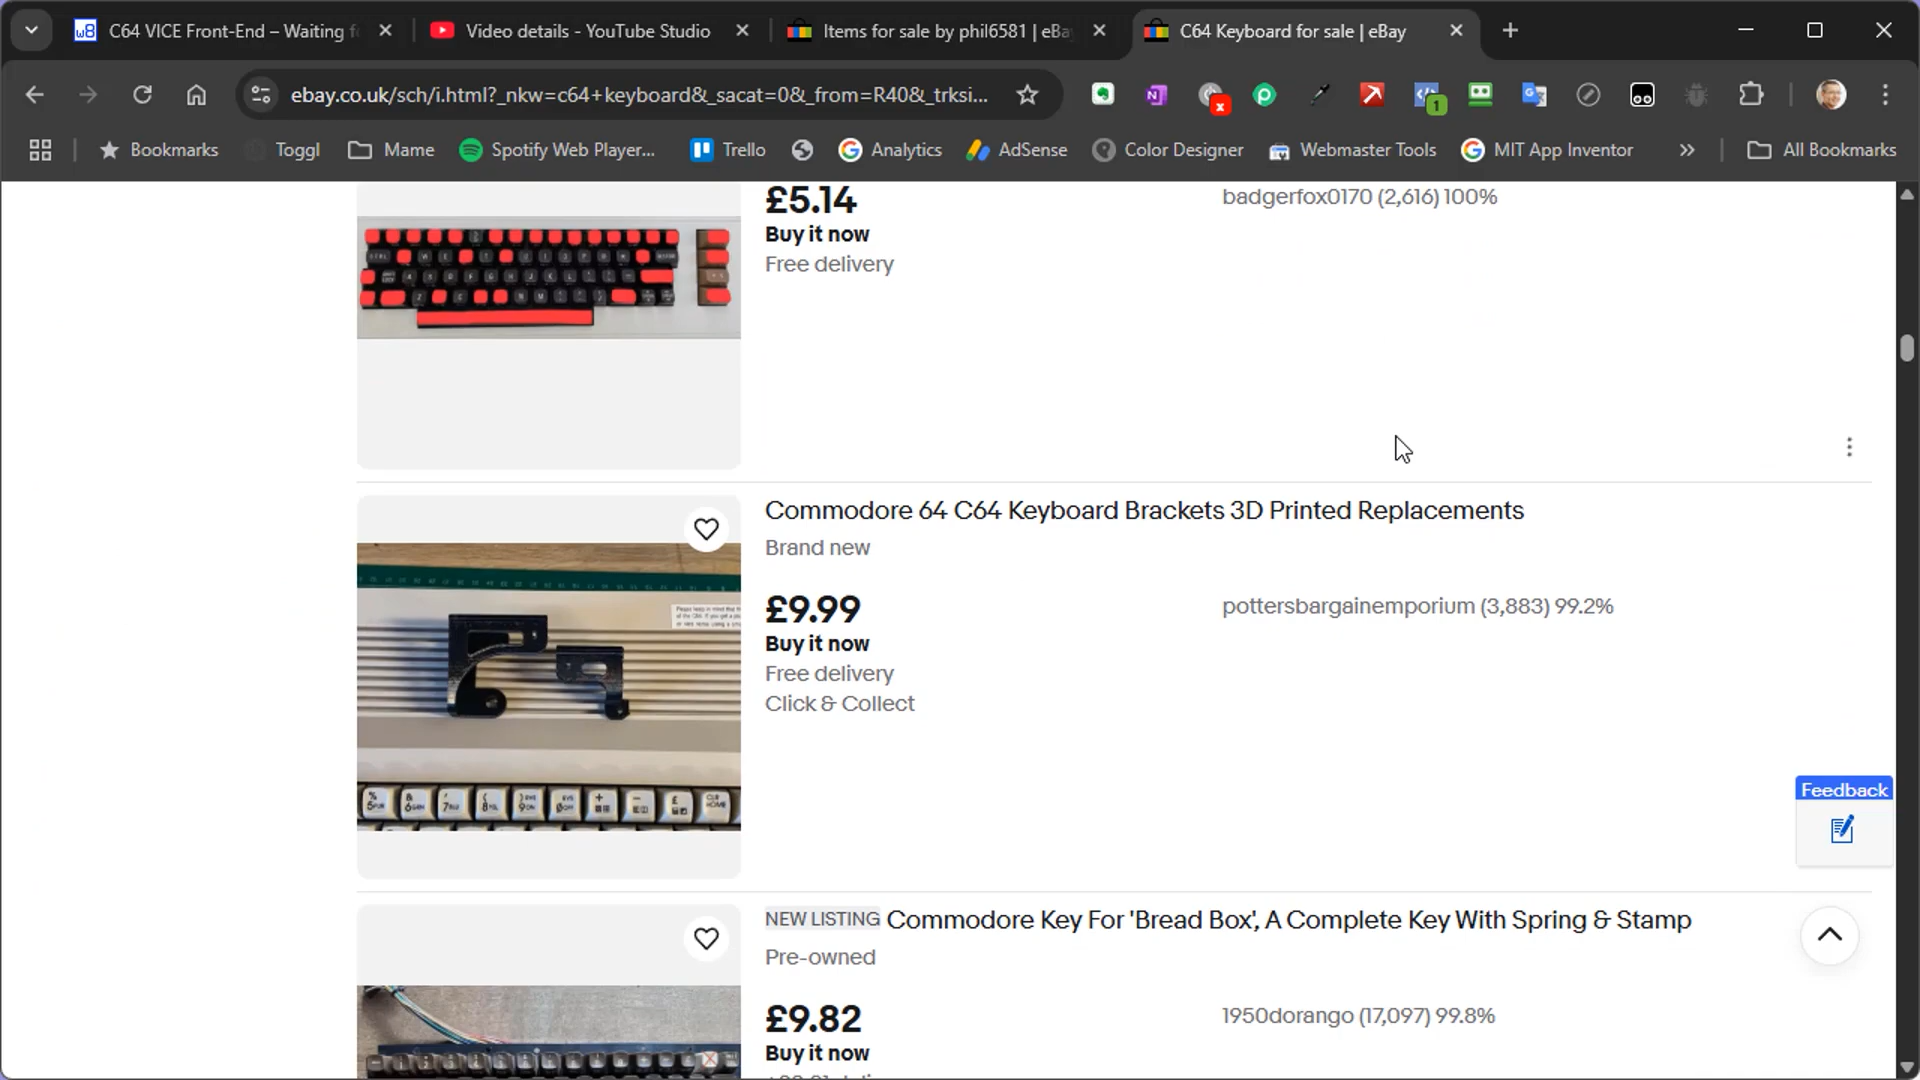 C64 VICE Front-End – Waiting f
Video details - YouTube Studio
Items for sale by phil6581 | eBa
C64 Keyboard for sale | eBay
ebay.co.uk/sch/i.html?_nkw=c64+keyboard&_sacat=0&_from=R40&_trksi...
Bookmarks
Toggl
Mame
Spotify Web Player...
Trello
Analytics
AdSense
Color Designer
Webmaster Tools
MIT App Inventor
All Bookmarks
£5.14
badgerfox0170 (2,616) 100%
Buy it now
Free delivery
Commodore 64 C64 Keyboard Brackets 3D Printed Replacements
Brand new
£9.99
pottersbargainemporium (3,883) 99.2%
Buy it now
Free delivery
Click & Collect
Feedback
NEW LISTING Commodore Key For 'Bread Box', A Complete Key With Spring & Stamp
Pre-owned
£9.82
1950dorango (17,097) 99.8%
Buy it now